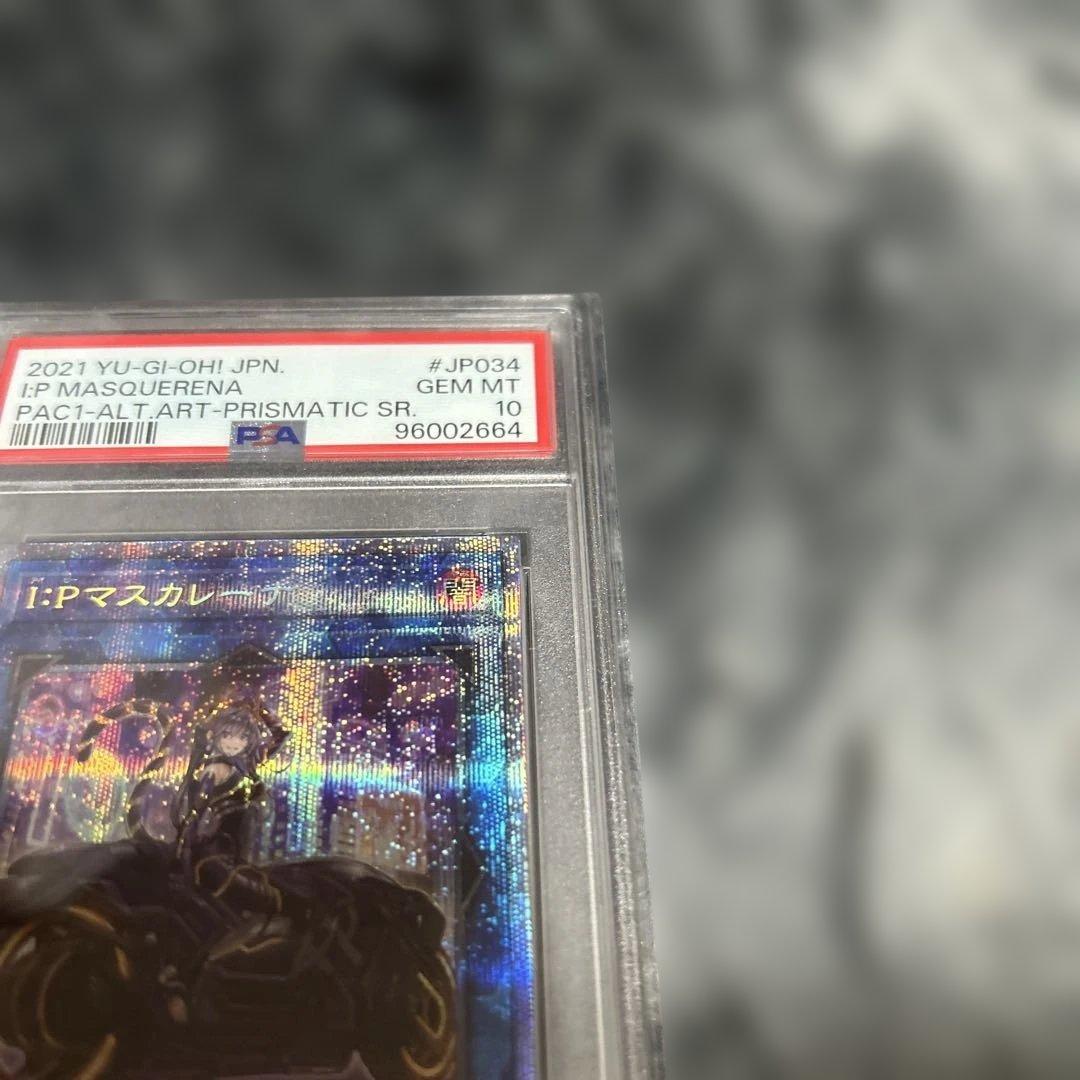 2021 YU-GI-OH! JPN. #JP034
I:P MASQUERENA GEM MT
PAC1-ALT.ART-PRISMATIC SR. 10
PSA 96002664
I:Pマスカレーナ 闇